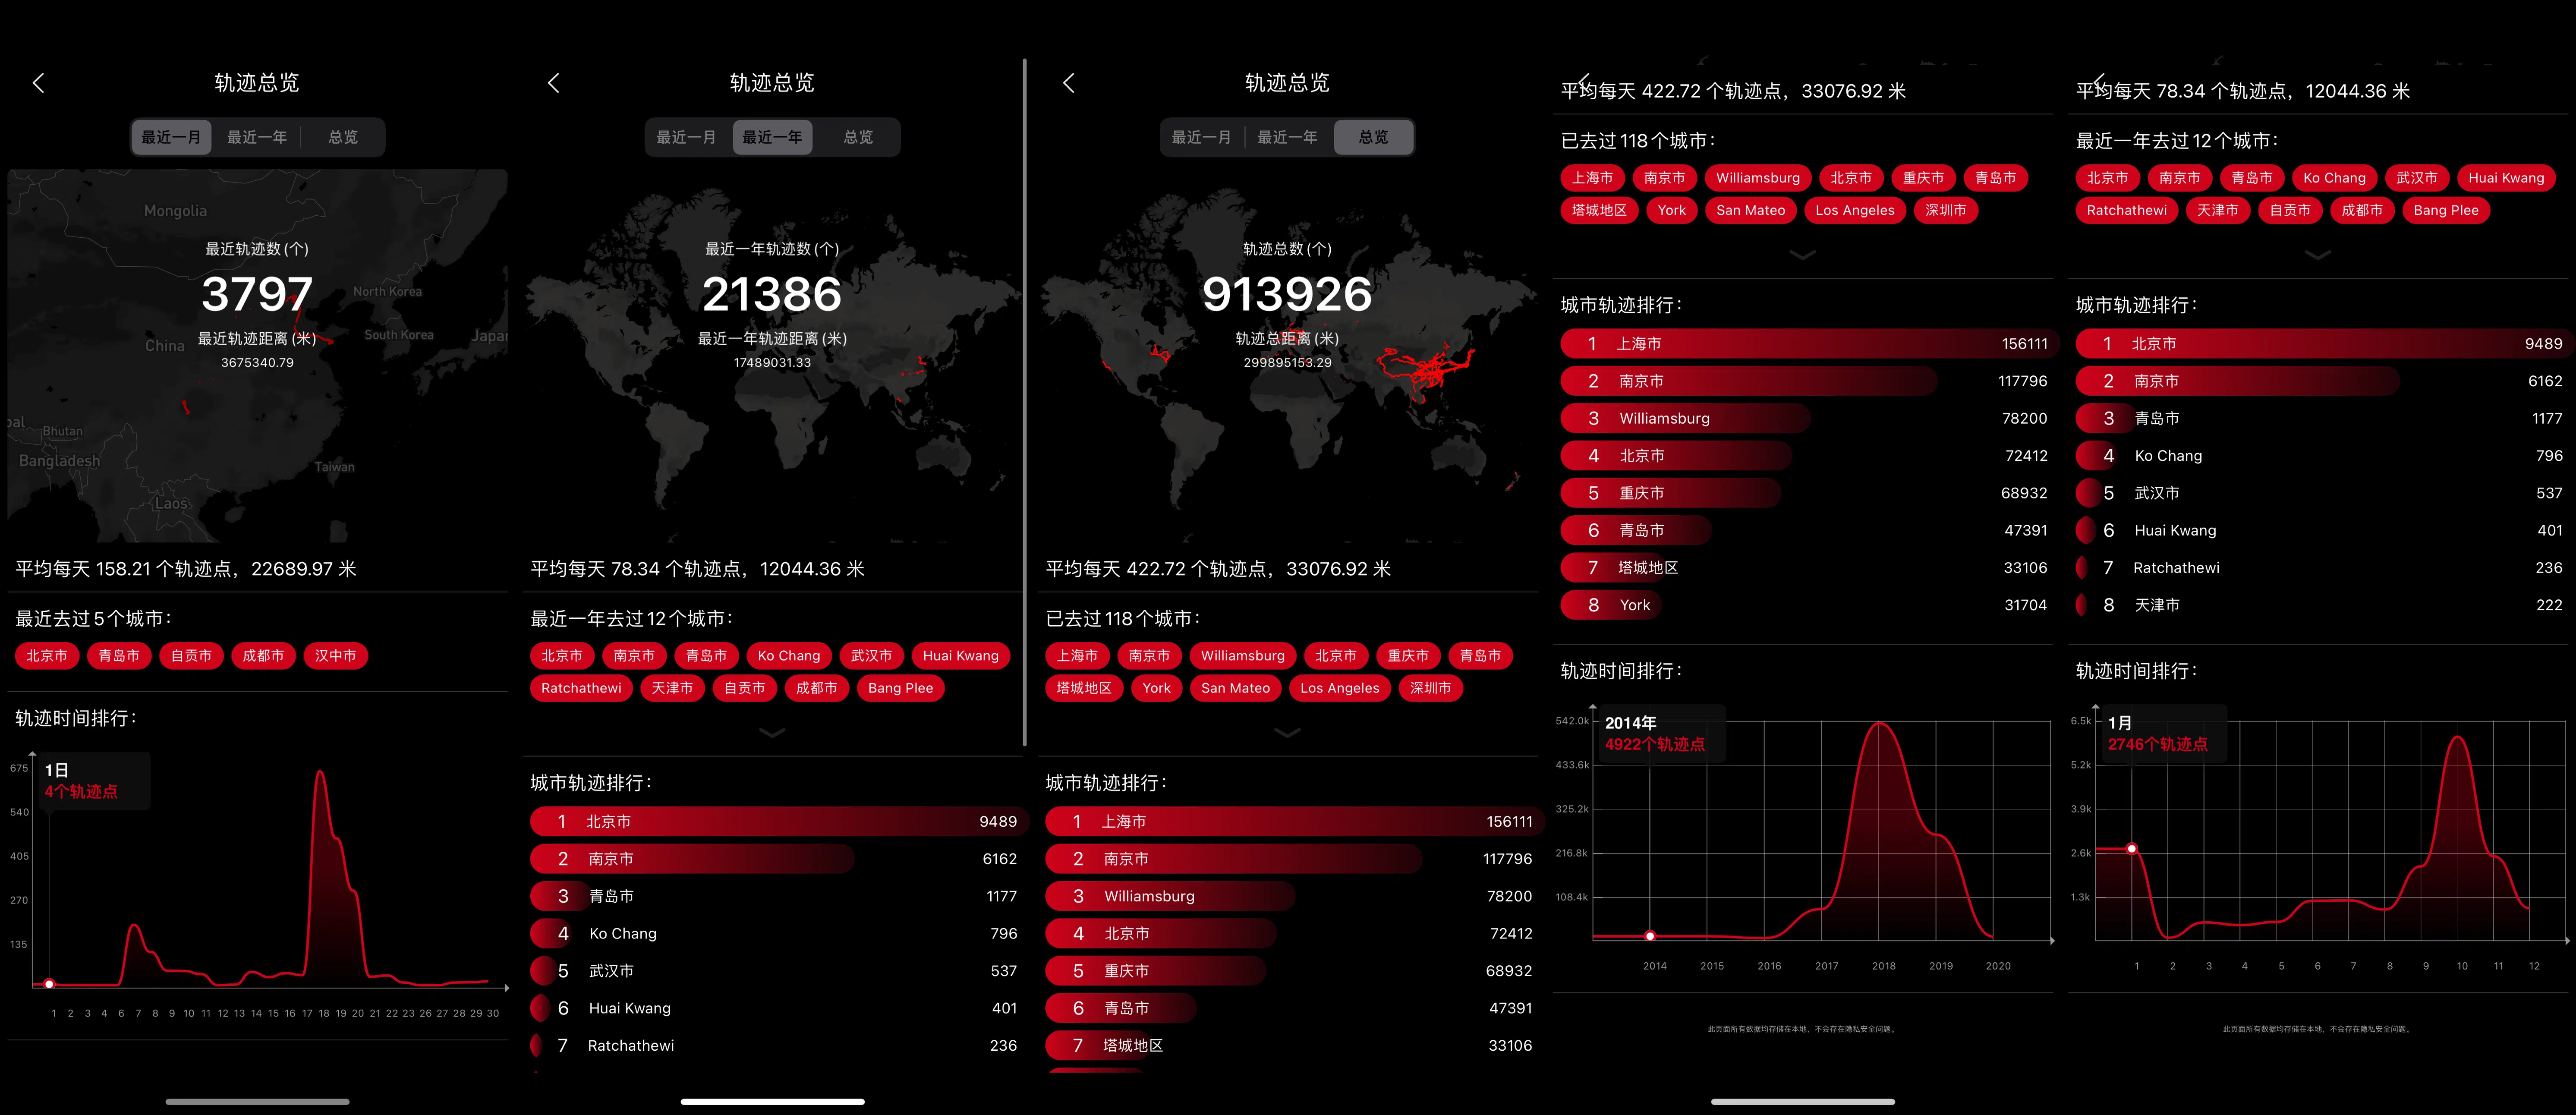 轨迹总览
最近一月 最近一年 总览
Mongolia
最近轨迹数(个)
3797
North Korea
South Korea
Japan
China
最近轨迹距离(米)
3675340.79
Bhutan
Bangladesh
Taiwan
Laos
平均每天 158.21 个轨迹点，22689.97 米
最近去过5个城市：
北京市 青岛市 自贡市 成都市 汉中市
轨迹时间排行：
1日
4个轨迹点
675
540
405
270
135
1 2 3 4 6 7 8 9 10 11 12 13 14 15 16 17 18 19 20 21 22 23 26 27 28 29 30
轨迹总览
最近一月 最近一年 总览
最近一年轨迹数(个)
21386
最近一年轨迹距离(米)
17489031.33
平均每天 78.34 个轨迹点，12044.36 米
最近一年去过12个城市：
北京市 南京市 青岛市 Ko Chang 武汉市 Huai Kwang
Ratchathewi 天津市 自贡市 成都市 Bang Plee
城市轨迹排行：
1 北京市 9489
2 南京市 6162
3 青岛市 1177
4 Ko Chang 796
5 武汉市 537
6 Huai Kwang 401
7 Ratchathewi 236
轨迹总览
最近一月 最近一年 总览
轨迹总数(个)
913926
轨迹总距离(米)
299895153.29
平均每天 422.72 个轨迹点，33076.92 米
已去过118个城市：
上海市 南京市 Williamsburg 北京市 重庆市 青岛市
塔城地区 York San Mateo Los Angeles 深圳市
城市轨迹排行：
1 上海市 156111
2 南京市 117796
3 Williamsburg 78200
4 北京市 72412
5 重庆市 68932
6 青岛市 47391
7 塔城地区 33106
平均每天 422.72 个轨迹点，33076.92 米
已去过118个城市：
上海市 南京市 Williamsburg 北京市 重庆市 青岛市
塔城地区 York San Mateo Los Angeles 深圳市
城市轨迹排行：
1 上海市 156111
2 南京市 117796
3 Williamsburg 78200
4 北京市 72412
5 重庆市 68932
6 青岛市 47391
7 塔城地区 33106
8 York 31704
轨迹时间排行：
2014年
4922个轨迹点
542.0k
433.6k
325.2k
216.8k
108.4k
2014 2015 2016 2017 2018 2019 2020
此页面所有数据均存储在本地，不会存在隐私安全问题。
平均每天 78.34 个轨迹点，12044.36 米
最近一年去过12个城市：
北京市 南京市 青岛市 Ko Chang 武汉市 Huai Kwang
Ratchathewi 天津市 自贡市 成都市 Bang Plee
城市轨迹排行：
1 北京市 9489
2 南京市 6162
3 青岛市 1177
4 Ko Chang 796
5 武汉市 537
6 Huai Kwang 401
7 Ratchathewi 236
8 天津市 222
轨迹时间排行：
1月
2746个轨迹点
6.5k
5.2k
3.9k
2.6k
1.3k
1 2 3 4 5 6 7 8 9 10 11 12
此页面所有数据均存储在本地，不会存在隐私安全问题。